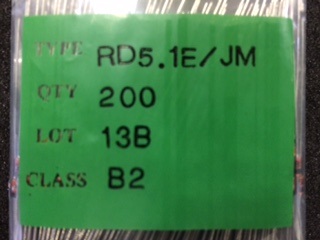 TYPE RD5.1E/JM
QTY 200
LOT 13B
CLASS B2